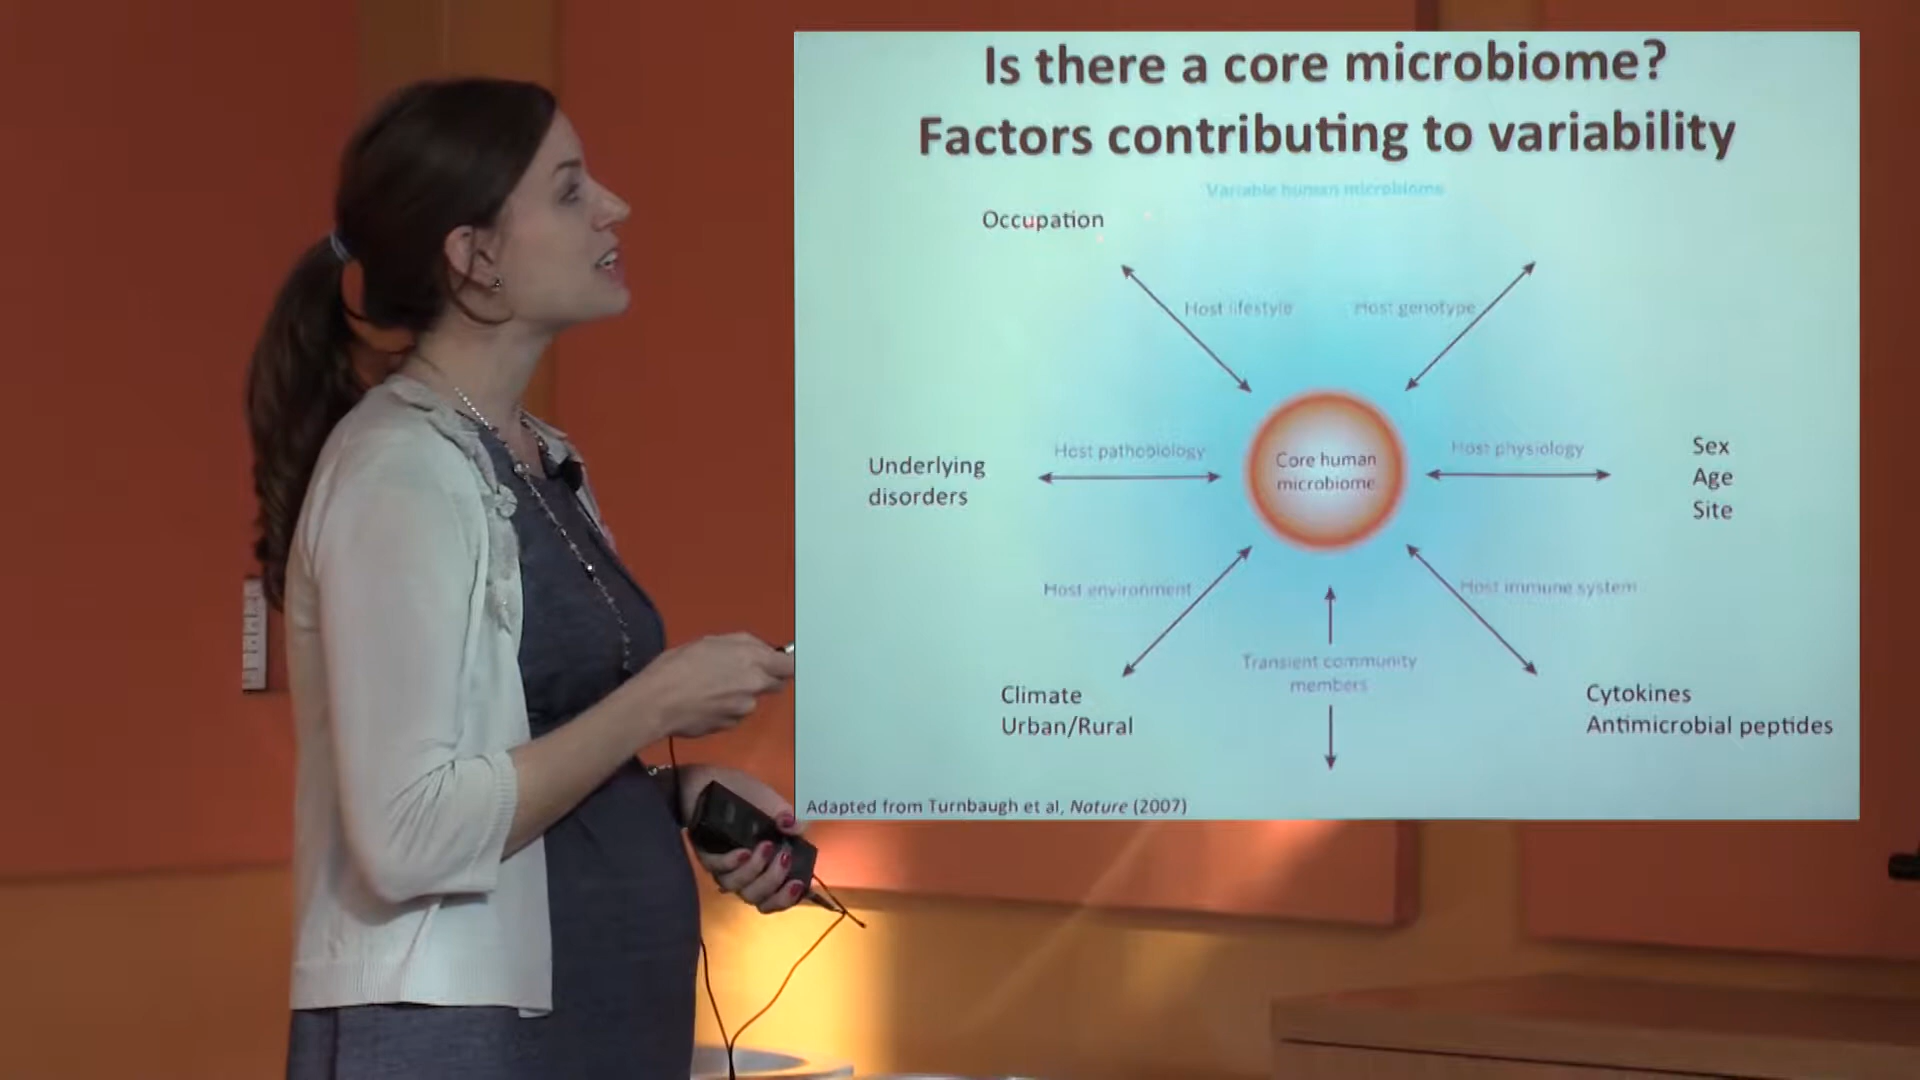 Is there a core microbiome?
Factors contributing to variability
Variable human microbiome
Occupation
Host lifestyle
Host genotype
Underlying
disorders
Host pathobiology
Core human
microbiome
Host physiology
Sex
Age
Site
Host environment
Host immune system
Climate
Urban/Rural
Transient community
members
Cytokines
Antimicrobial peptides
Adapted from Turnbaugh et al, Nature (2007)